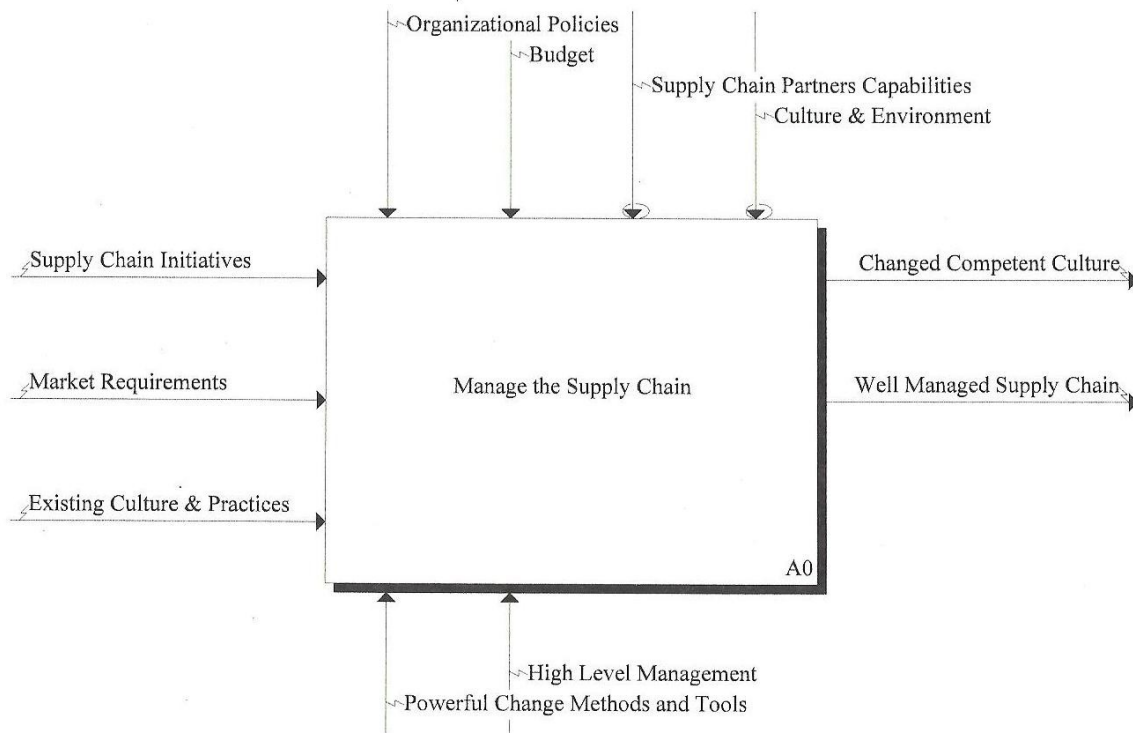 Organizational Policies
Budget
Supply Chain Partners Capabilities
Culture & Environment
Supply Chain Initiatives
Changed Competent Culture
Market Requirements
Manage the Supply Chain
Well Managed Supply Chain
Existing Culture & Practices
A0
High Level Management
Powerful Change Methods and Tools